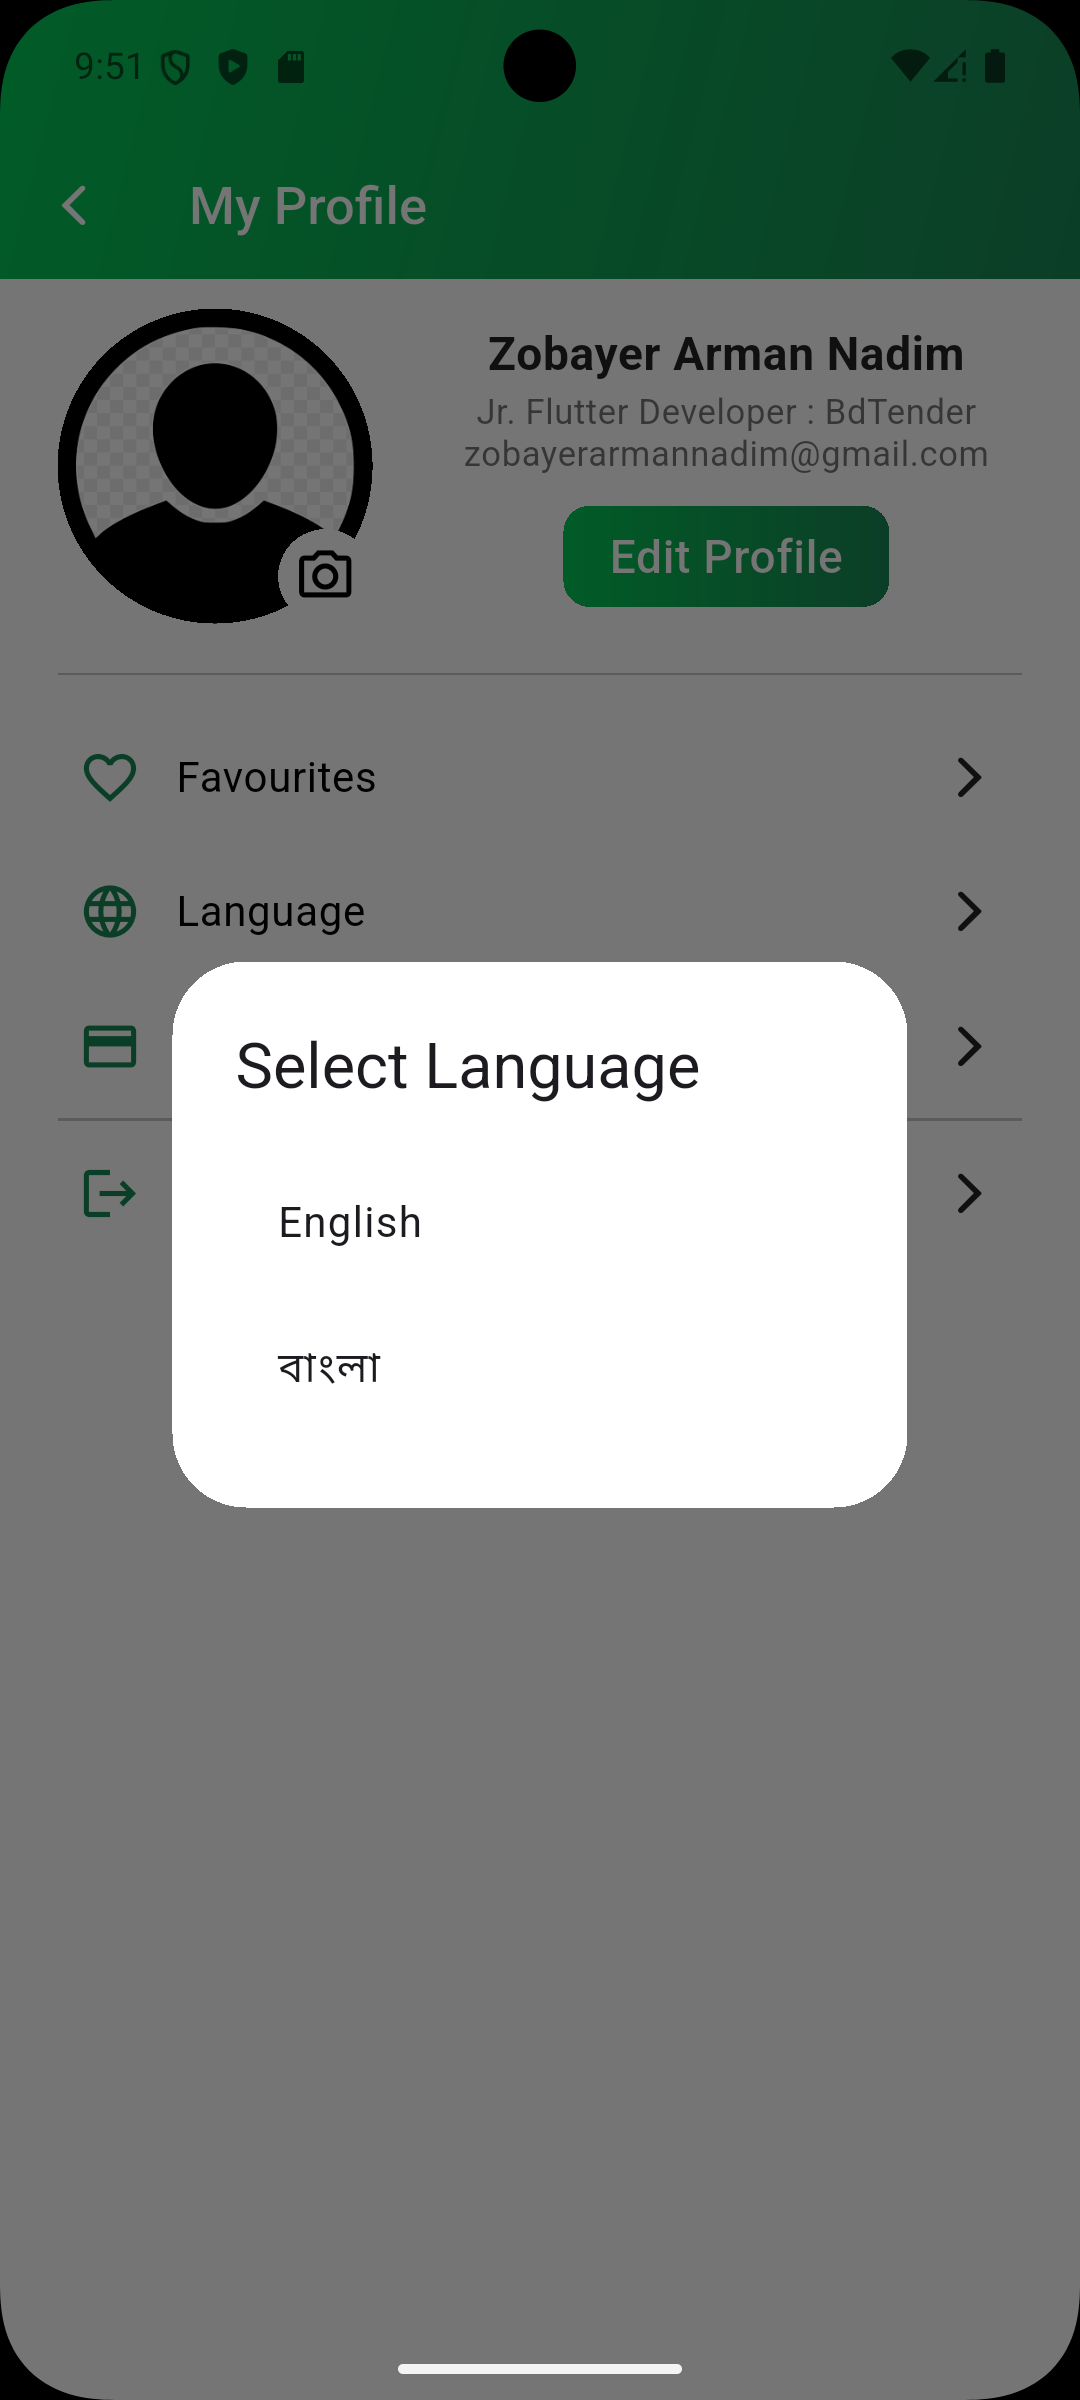 9:51
My Profile
Zobayer Arman Nadim
Jr. Flutter Developer : BdTender
zobayerarmannadim@gmail.com
Edit Profile
Favourites
Language
Select Language
English
বাংলা